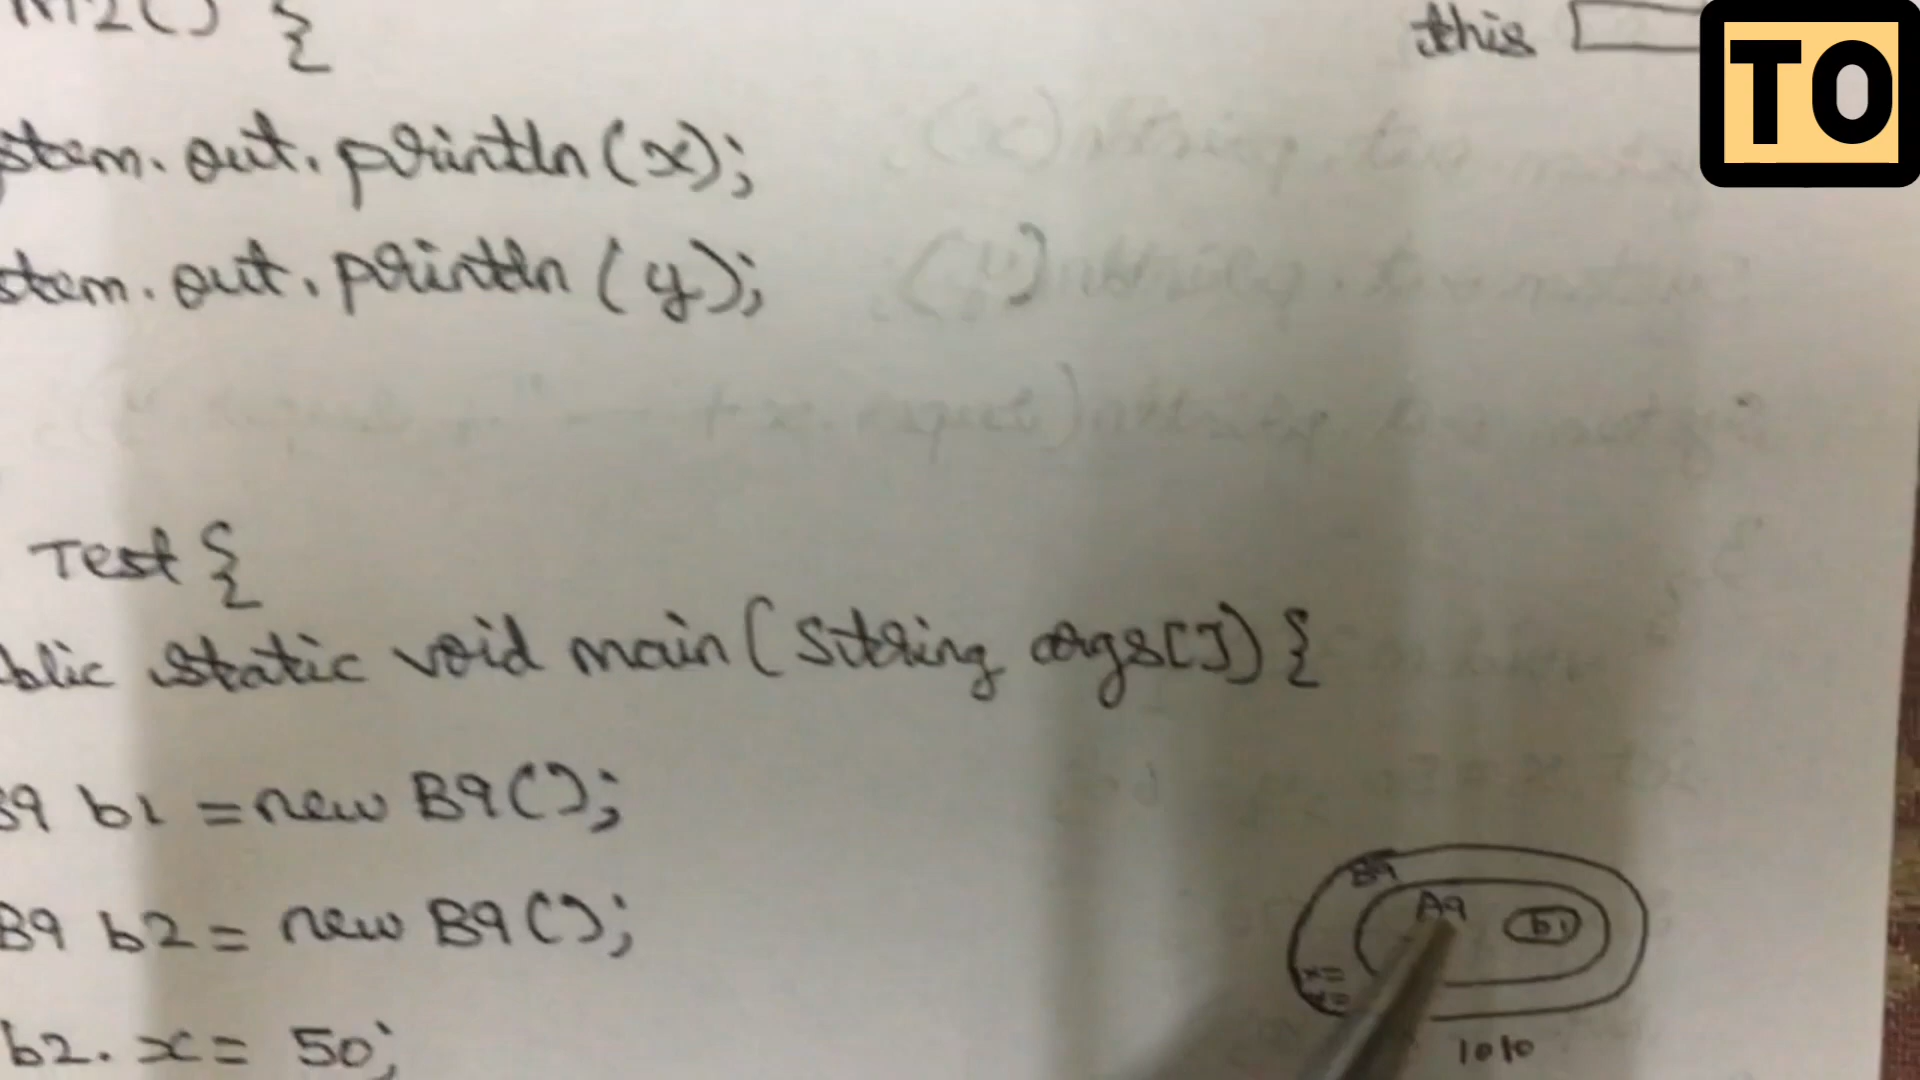 M2() {
this
TO
stem.out.println(x);
stem.out.println(y);
Test {
blic static void main(String args[]) {
B9 b1 = new B9();
B9 b2 = new B9();
b2.x = 50;
B9
A9
b1
x=
y=
1010